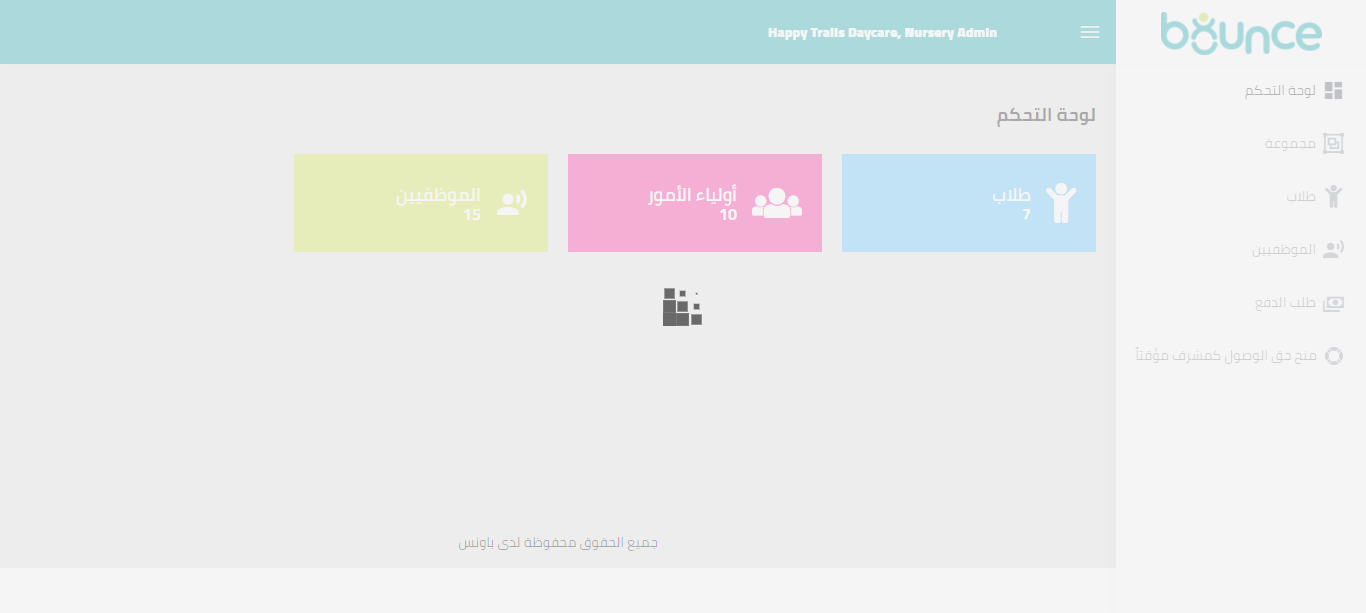 bounce
Happy Trails Daycare, Nursery Admin
لوحة التحكم
مجموعة
طلاب
الموظفيين
طلب الدفع
منح حق الوصول كمشرف مؤقتاً
لوحة التحكم
طلاب
7
أولياء الأمور
10
الموظفيين
15
جميع الحقوق محفوظة لدى باونس